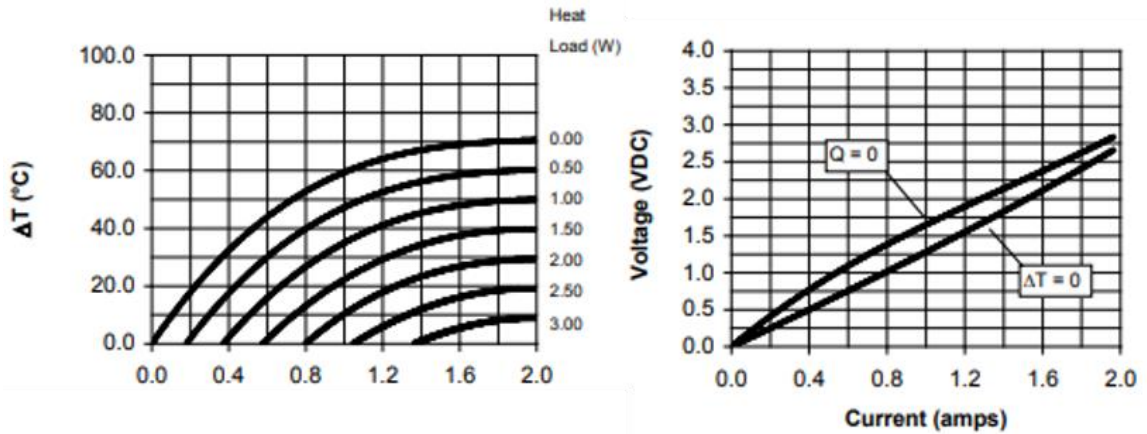 Heat
Load (W)
100.0
80.0
60.0
40.0
20.0
0.0
ΔT (°C)
0.00
0.50
1.00
1.50
2.00
2.50
3.00
0.0 0.4 0.8 1.2 1.6 2.0
4.0
3.5
3.0
2.5
2.0
1.5
1.0
0.5
0.0
Voltage (VDC)
Q = 0
ΔT = 0
0.0 0.4 0.8 1.2 1.6 2.0
Current (amps)